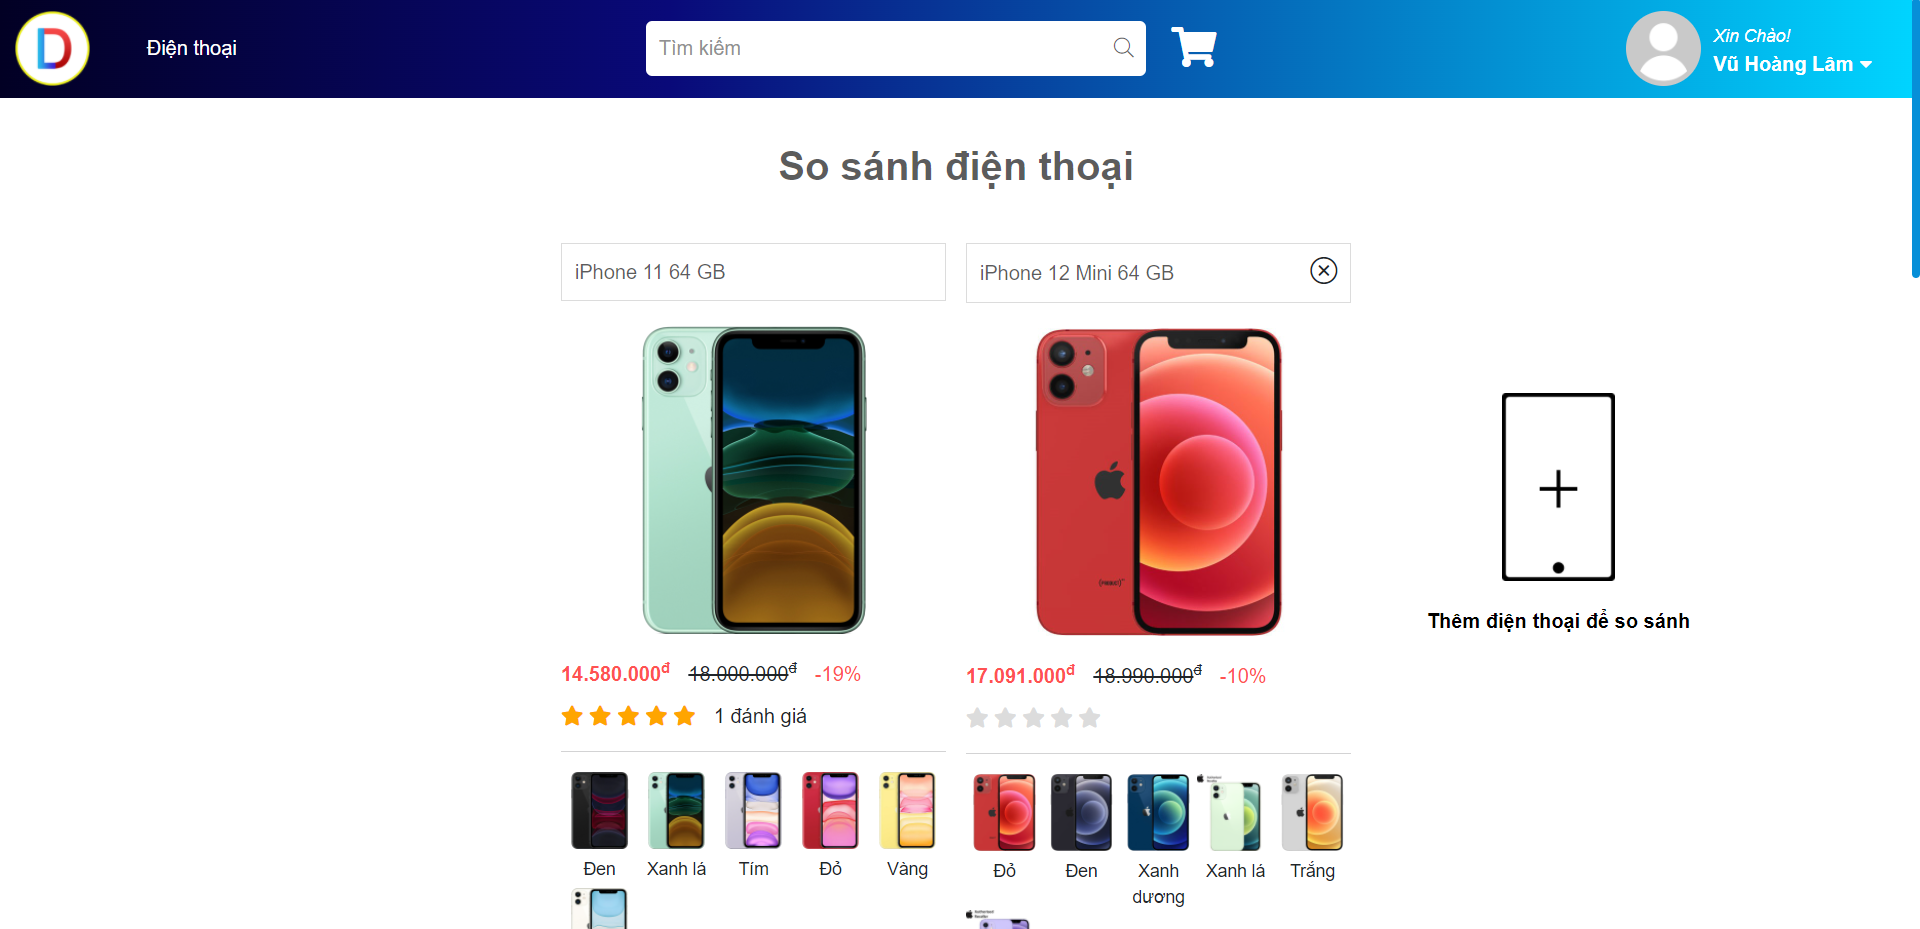 D
Điện thoại
Tìm kiếm
Xin Chào!
Vũ Hoàng Lâm
So sánh điện thoại
iPhone 11 64 GB
iPhone 12 Mini 64 GB
Thêm điện thoại để so sánh
14.580.000đ 18.000.000đ -19%
1 đánh giá
17.091.000đ 18.990.000đ -10%
Đen Xanh lá Tím Đỏ Vàng
Đỏ Đen Xanh dương Xanh lá Trắng